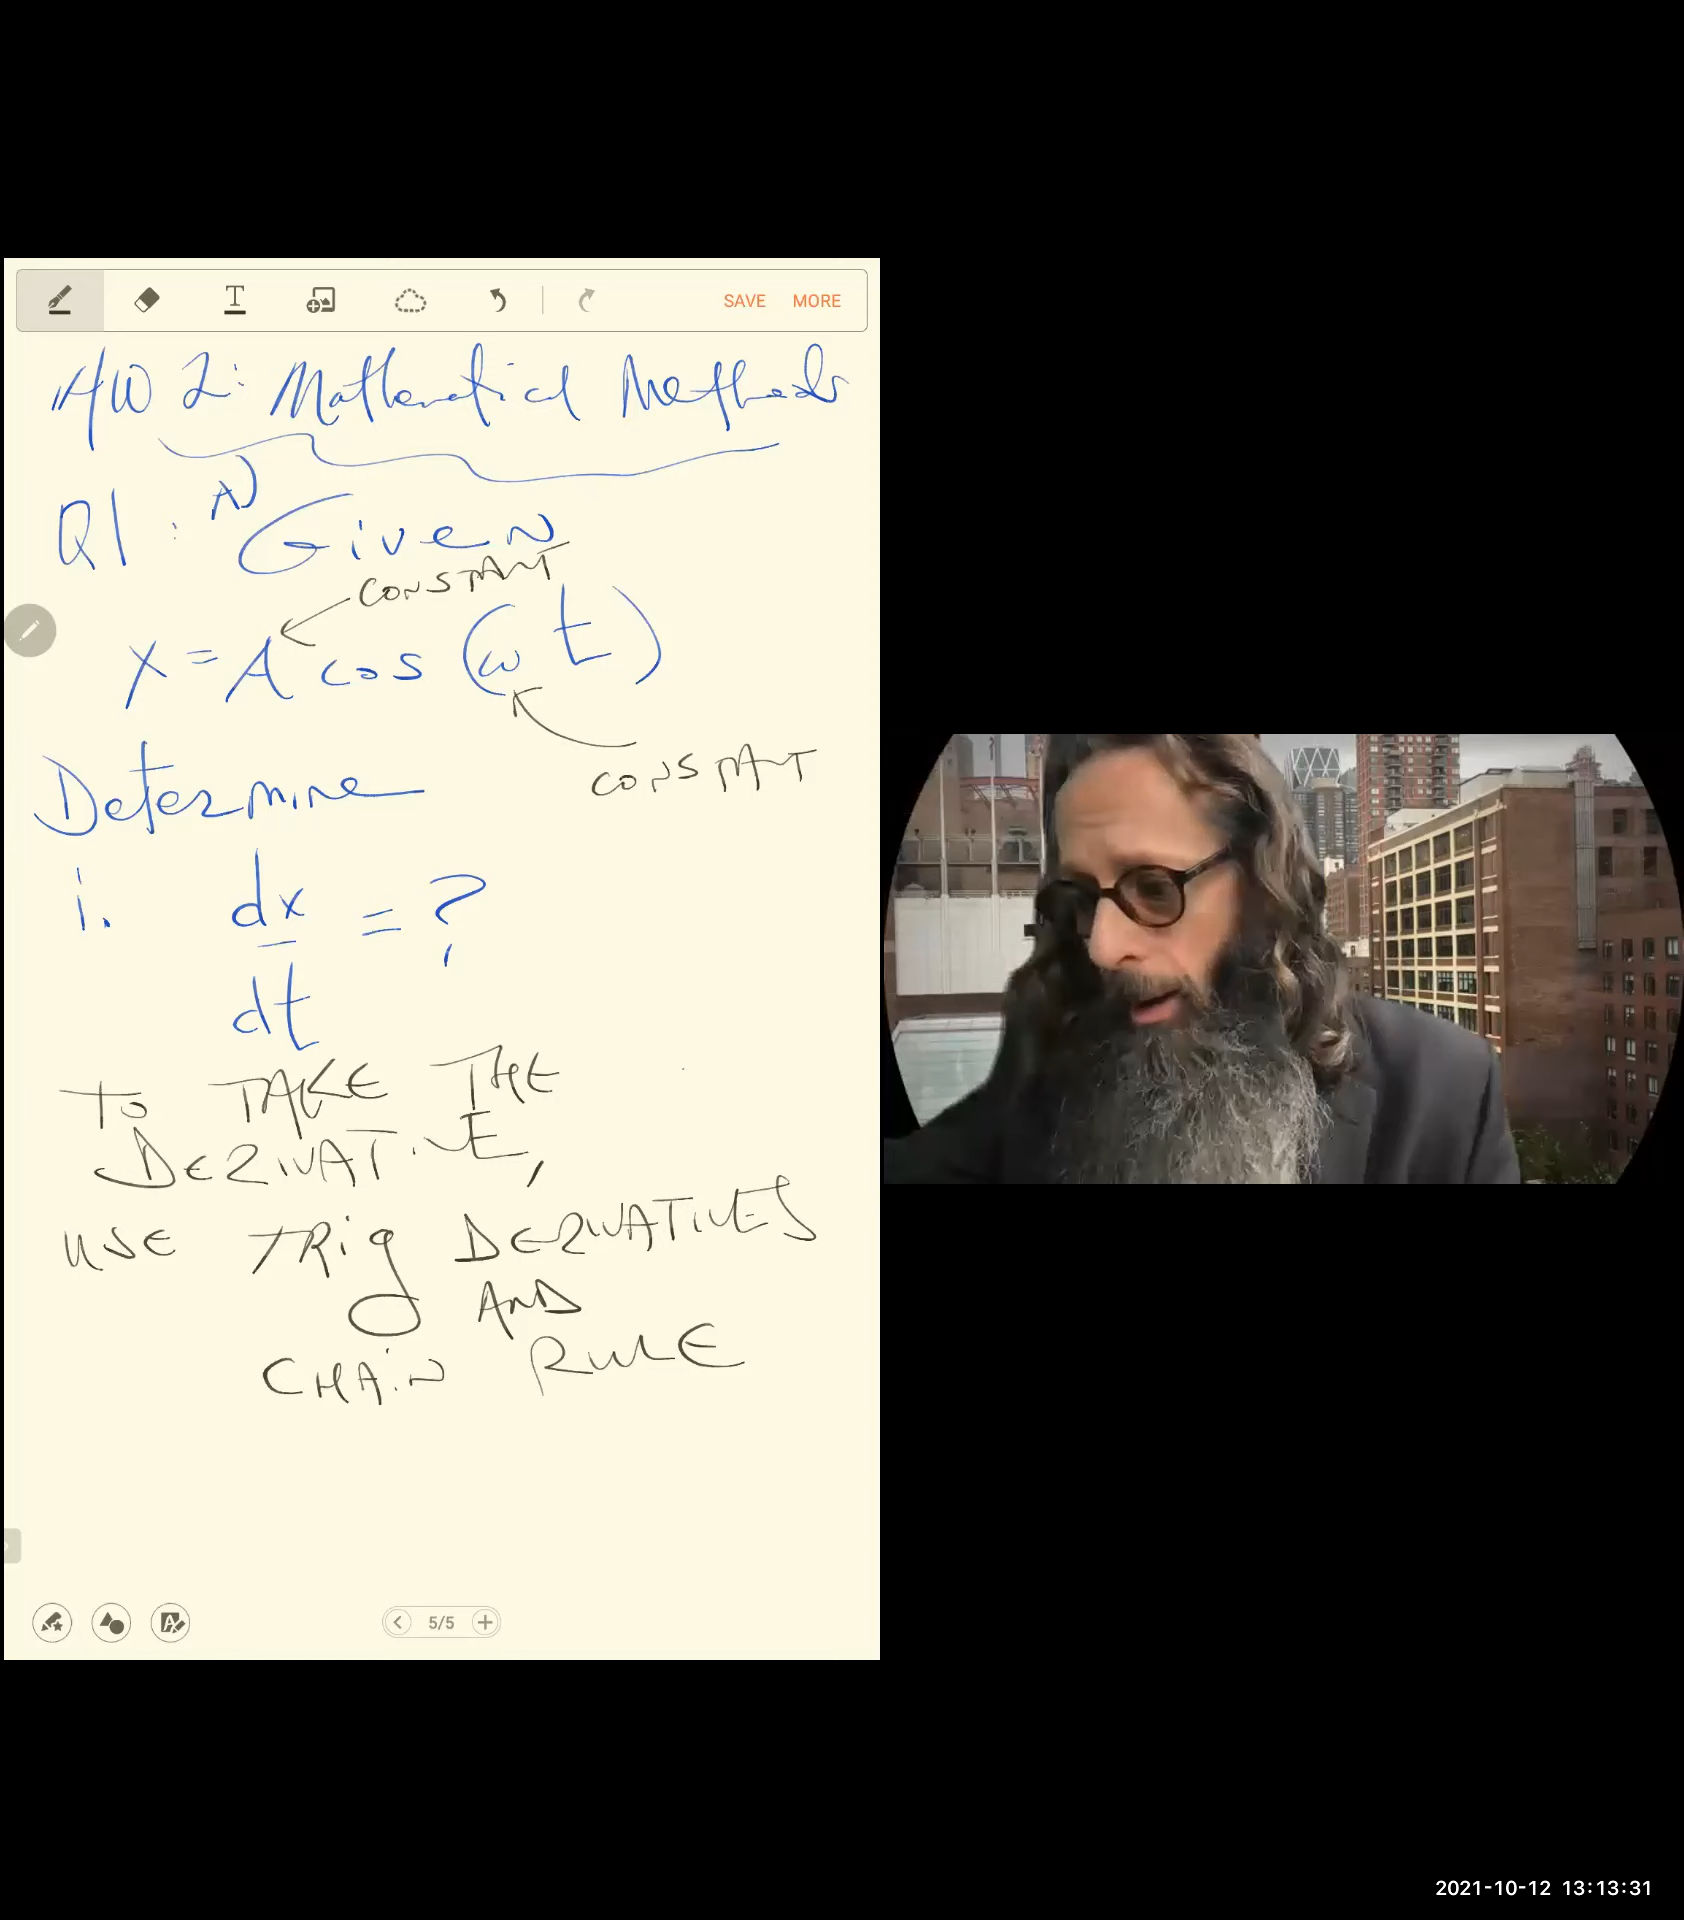 SAVE MORE
HW 2: Mathematical Methods
Q1: A) Given
CONSTANT
x = A cos (ω t)
CONSTANT
Determine
i. dx = ?
dt
TO TAKE THE
DERIVATIVE,
USE TRIG DERIVATIVES
AND
CHAIN RULE
5/5
2021-10-12 13:13:31